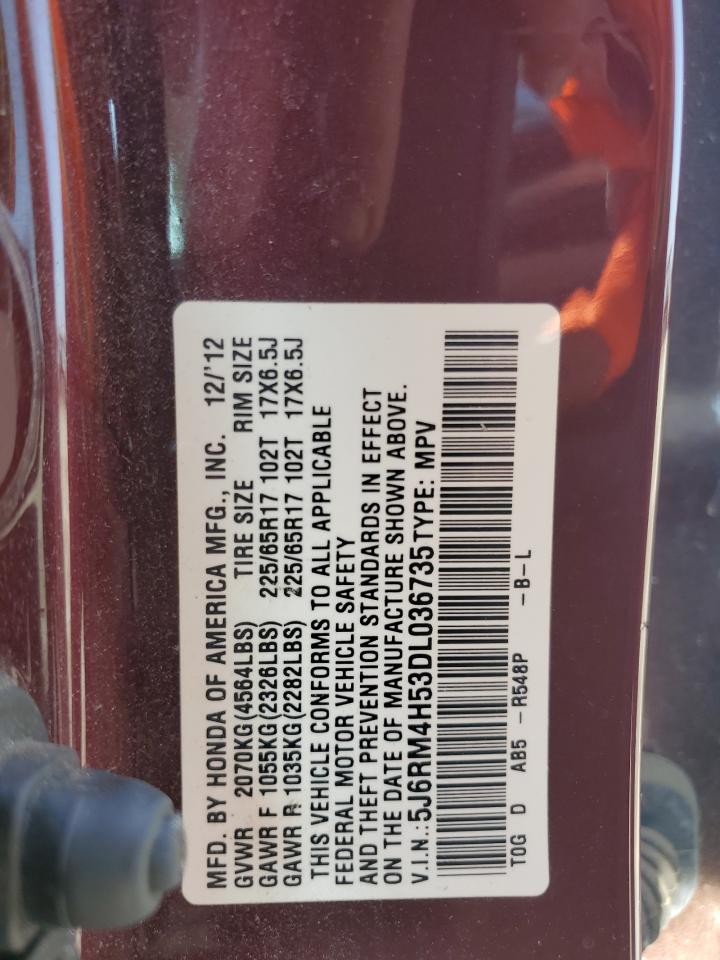 MFD. BY HONDA OF AMERICA MFG., INC. 12/'12
GVWR 2070KG(4564LBS) TIRE SIZE RIM SIZE
GAWR F 1055KG(2326LBS) 225/65R17 102T 17X6.5J
GAWR R 1035KG(2282LBS) 225/65R17 102T 17X6.5J
THIS VEHICLE CONFORMS TO ALL APPLICABLE
FEDERAL MOTOR VEHICLE SAFETY
AND THEFT PREVENTION STANDARDS IN EFFECT
ON THE DATE OF MANUFACTURE SHOWN ABOVE.
V.I.N.:5J6RM4H53DL036735TYPE: MPV
TOG D AB5 -R548P -B-L